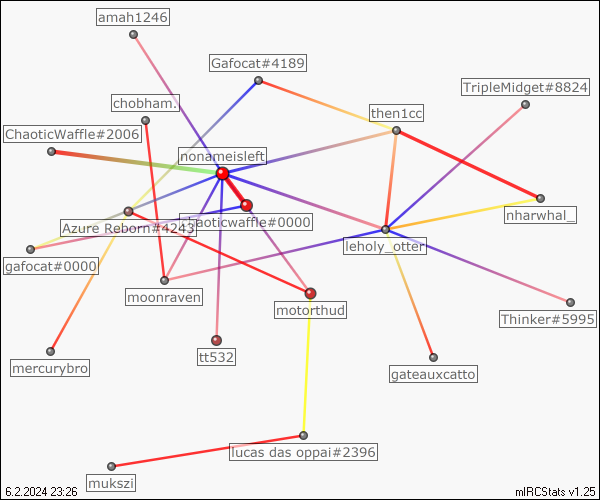 amah1246
Gafocat#4189
TripleMidget#8824
chobham.
then1cc
ChaoticWaffle#2006
nonameisleft
nharwhal_
Azure Reborn#4243
aoticwaffle#0000
leholy_otter
gafocat#0000
moonraven
motorthud
Thinker#5995
tt532
mercurybro
gateauxcatto
lucas das oppai#2396
mukszi
6.2.2024 23:26
mIRCStats v1.25